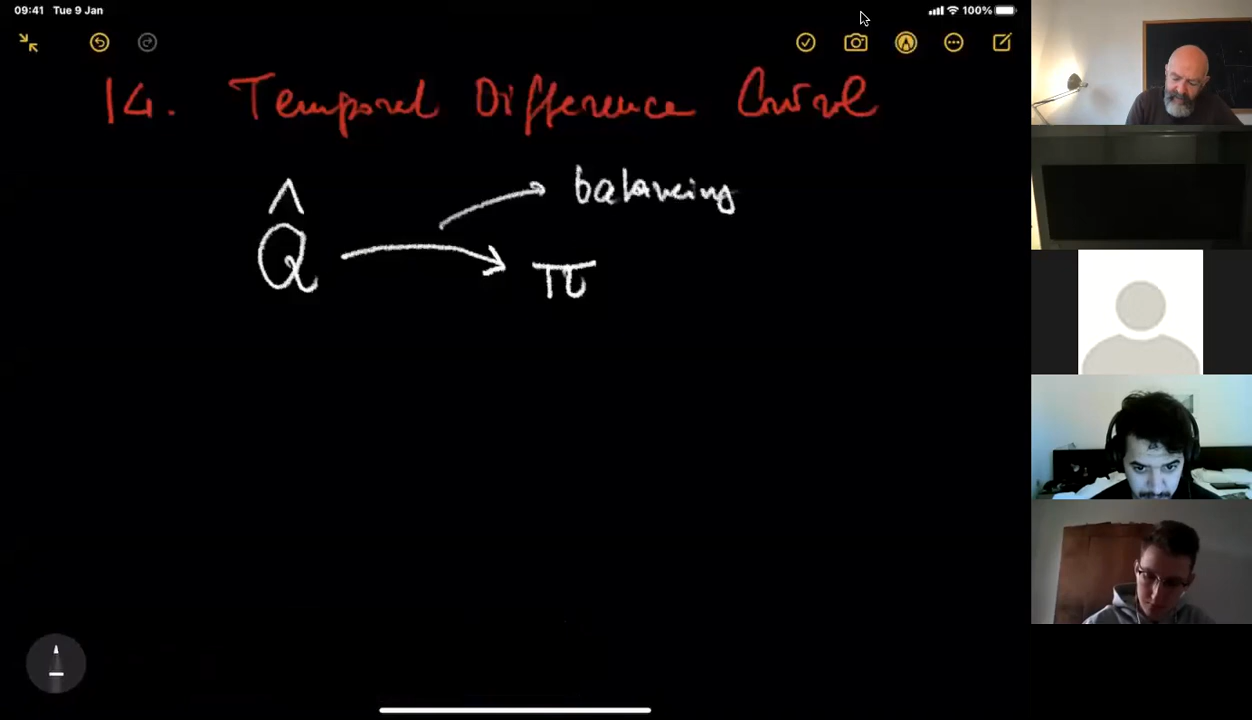 09:41 Tue 9 Jan 100%
14. Temporal Difference Control
^ balancing
Q π